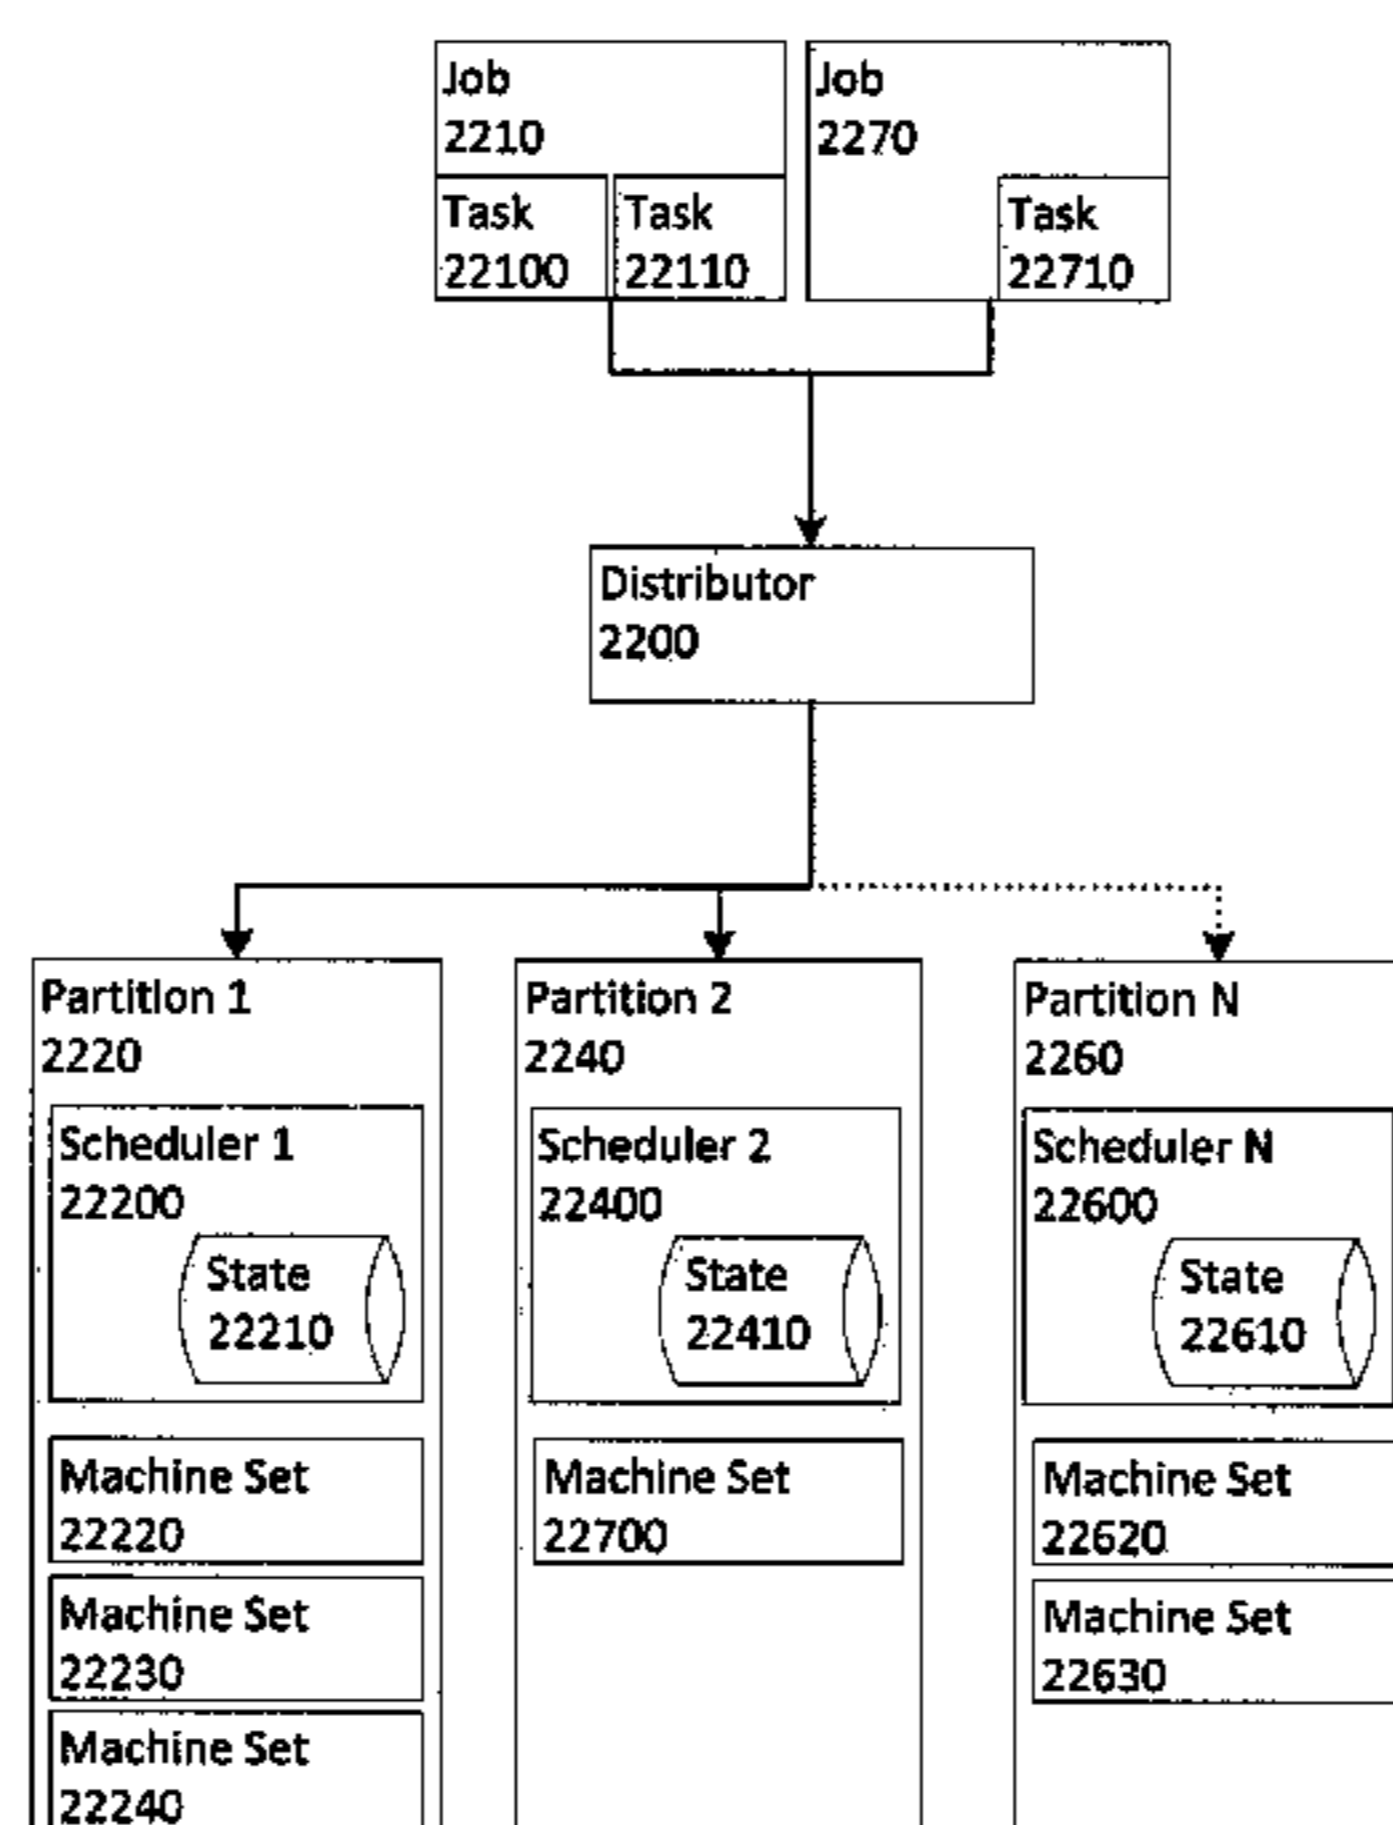 Job
2210
Task
22100
Task
22110
Job
2270
Task
22710
Distributor
2200
Partition 1
2220
Scheduler 1
22200
State
22210
Machine Set
22220
Machine Set
22230
Machine Set
22240
Partition 2
2240
Scheduler 2
22400
State
22410
Machine Set
22700
Partition N
2260
Scheduler N
22600
State
22610
Machine Set
22620
Machine Set
22630